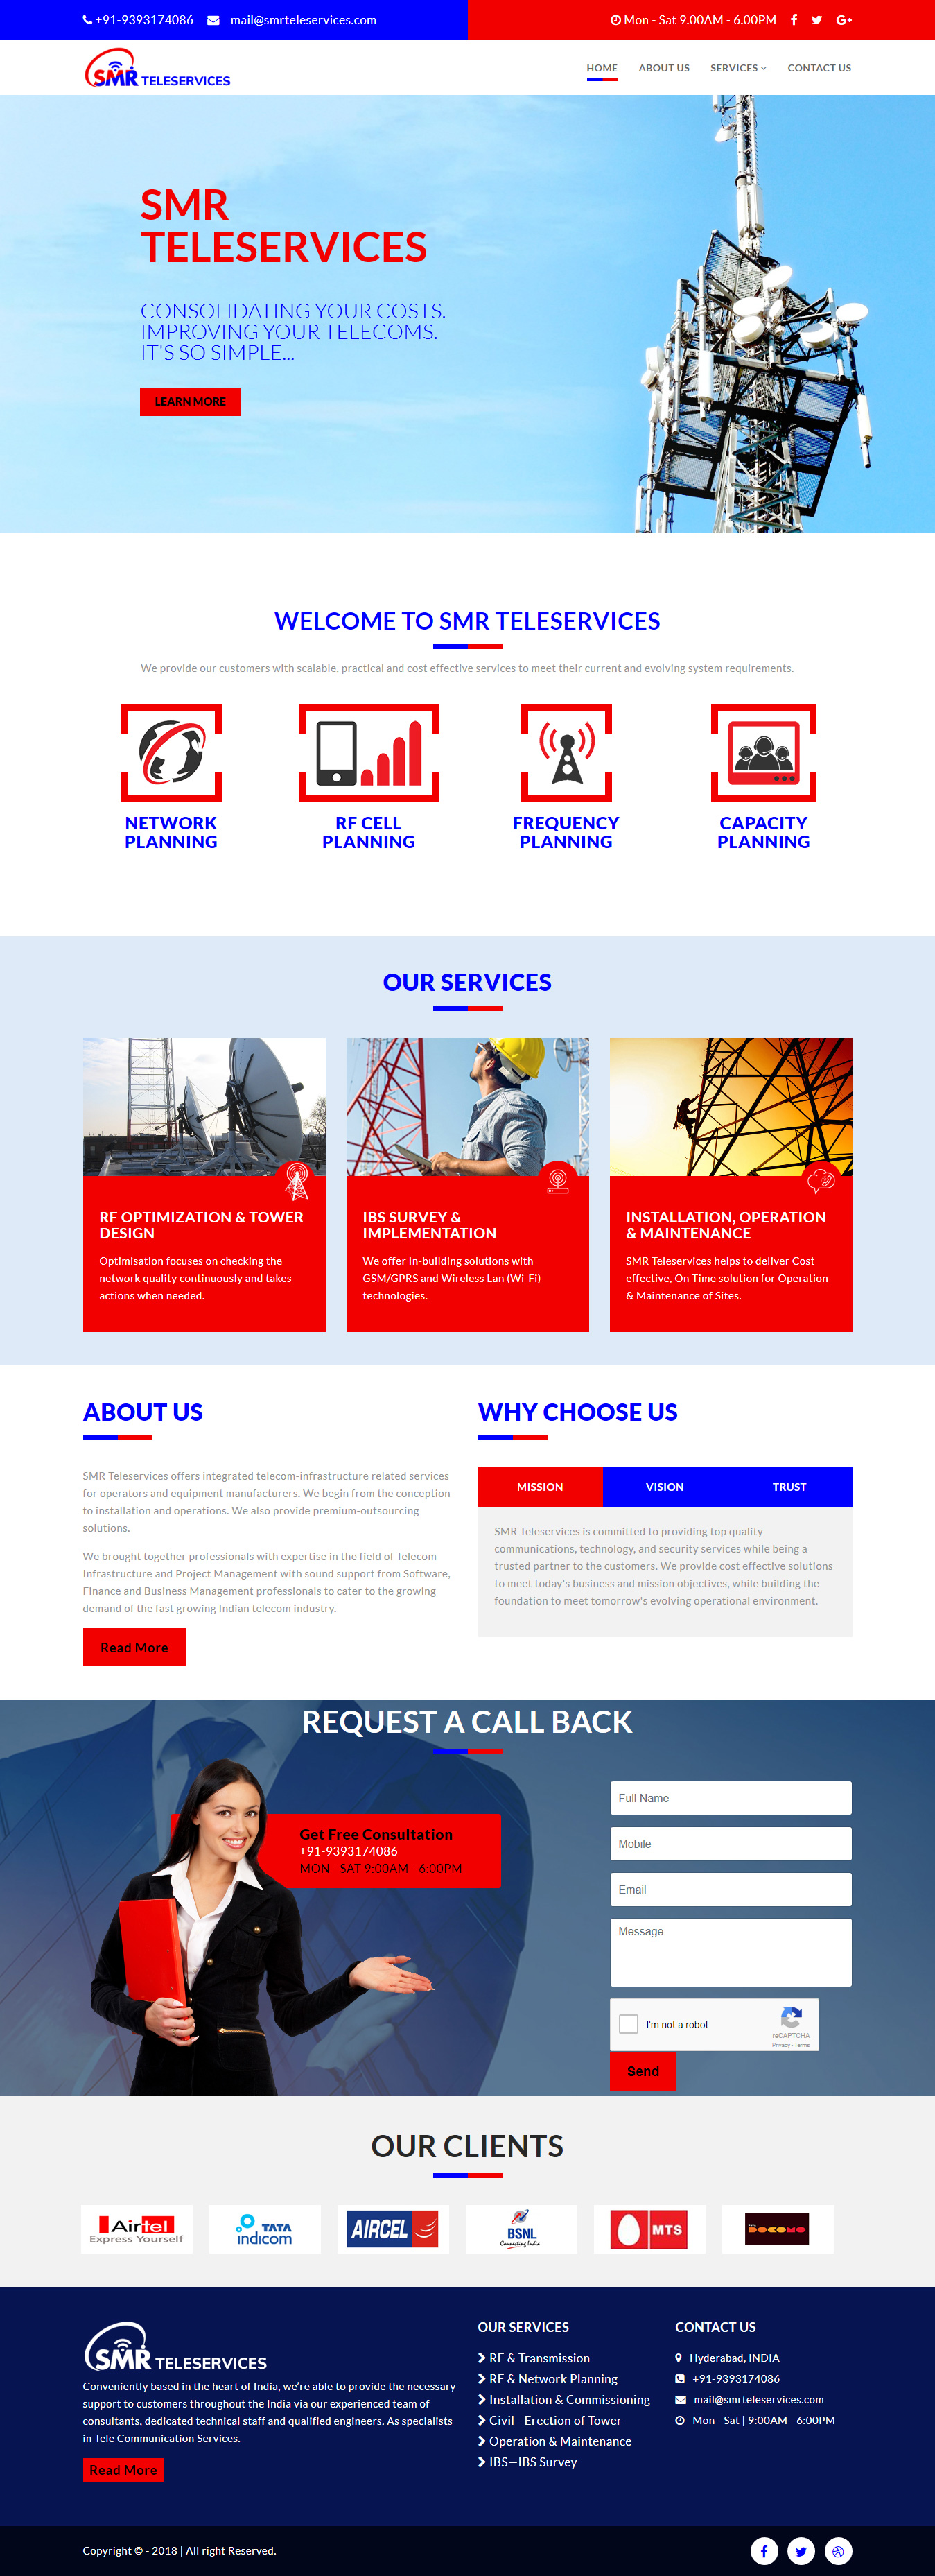 +91-9393174086 mail@smrteleservices.com
Mon - Sat 9.00AM - 6.00PM
SMR TELESERVICES
HOME ABOUT US SERVICES CONTACT US
SMR
TELESERVICES
CONSOLIDATING YOUR COSTS.
IMPROVING YOUR TELECOMS.
IT'S SO SIMPLE...
LEARN MORE
WELCOME TO SMR TELESERVICES
We provide our customers with scalable, practical and cost effective services to meet their current and evolving system requirements.
NETWORK
PLANNING
RF CELL
PLANNING
FREQUENCY
PLANNING
CAPACITY
PLANNING
OUR SERVICES
RF OPTIMIZATION & TOWER
DESIGN
Optimisation focuses on checking the
network quality continuously and takes
actions when needed.
IBS SURVEY &
IMPLEMENTATION
We offer In-building solutions with
GSM/GPRS and Wireless Lan (Wi-Fi)
technologies.
INSTALLATION, OPERATION
& MAINTENANCE
SMR Teleservices helps to deliver Cost
effective, On Time solution for Operation
& Maintenance of Sites.
ABOUT US
SMR Teleservices offers integrated telecom-infrastructure related services
for operators and equipment manufacturers. We begin from the conception
to installation and operations. We also provide premium-outsourcing
solutions.
We brought together professionals with expertise in the field of Telecom
Infrastructure and Project Management with sound support from Software,
Finance and Business Management professionals to cater to the growing
demand of the fast growing Indian telecom industry.
Read More
WHY CHOOSE US
MISSION VISION TRUST
SMR Teleservices is committed to providing top quality
communications, technology, and security services while being a
trusted partner to the customers. We provide cost effective solutions
to meet today's business and mission objectives, while building the
foundation to meet tomorrow's evolving operational environment.
REQUEST A CALL BACK
Get Free Consultation
+91-9393174086
MON - SAT 9:00AM - 6:00PM
Full Name
Mobile
Email
Message
I'm not a robot
reCAPTCHA
Privacy - Terms
Send
OUR CLIENTS
Airtel
Express Yourself
TATA
indicom
AIRCEL
BSNL
Connecting India
MTS
DOCOMO
SMR TELESERVICES
Conveniently based in the heart of India, we're able to provide the necessary
support to customers throughout the India via our experienced team of
consultants, dedicated technical staff and qualified engineers. As specialists
in Tele Communication Services.
Read More
OUR SERVICES
RF & Transmission
RF & Network Planning
Installation & Commissioning
Civil - Erection of Tower
Operation & Maintenance
IBS—IBS Survey
CONTACT US
Hyderabad, INDIA
+91-9393174086
mail@smrteleservices.com
Mon - Sat | 9:00AM - 6:00PM
Copyright © - 2018 | All right Reserved.